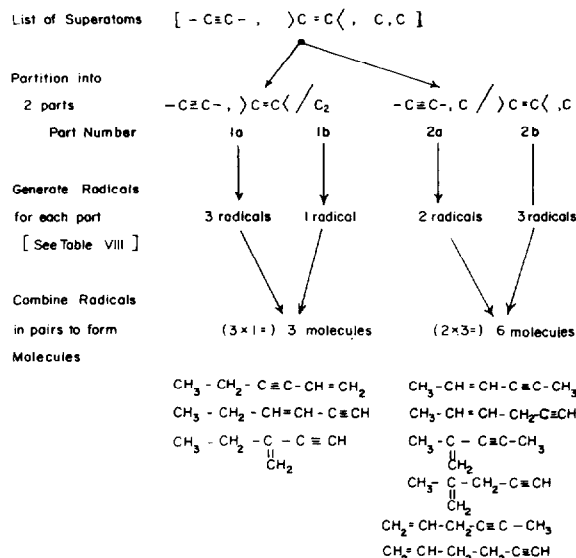 List of Superatoms [ -C≡C- , ⟩C=C⟨ , C,C ]
Partition into
2 parts -C≡C-, ⟩C=C⟨ / C₂ -C≡C-, C / ⟩C=C⟨ ,C
Part Number 1a 1b 2a 2b
Generate Radicals
for each part 3 radicals 1 radical 2 radicals 3 radicals
[ See Table VIII ]
Combine Radicals
in pairs to form (3×1=) 3 molecules (2×3=) 6 molecules
Molecules
CH₃-CH₂-C≡C-CH=CH₂ CH₃-CH=CH-C≡C-CH₃
CH₃-CH₂-CH=CH-C≡CH CH₃-CH=CH-CH₂-C≡CH
CH₃-CH₂-C-C≡CH CH₃-C-C≡C-CH₃
‖ ‖
CH₂ CH₂
CH₃-C-CH₂-C≡CH
‖
CH₂
CH₂=CH-CH₂-C≡C-CH₃
CH₂=CH-CH₂-CH₂-C≡CH